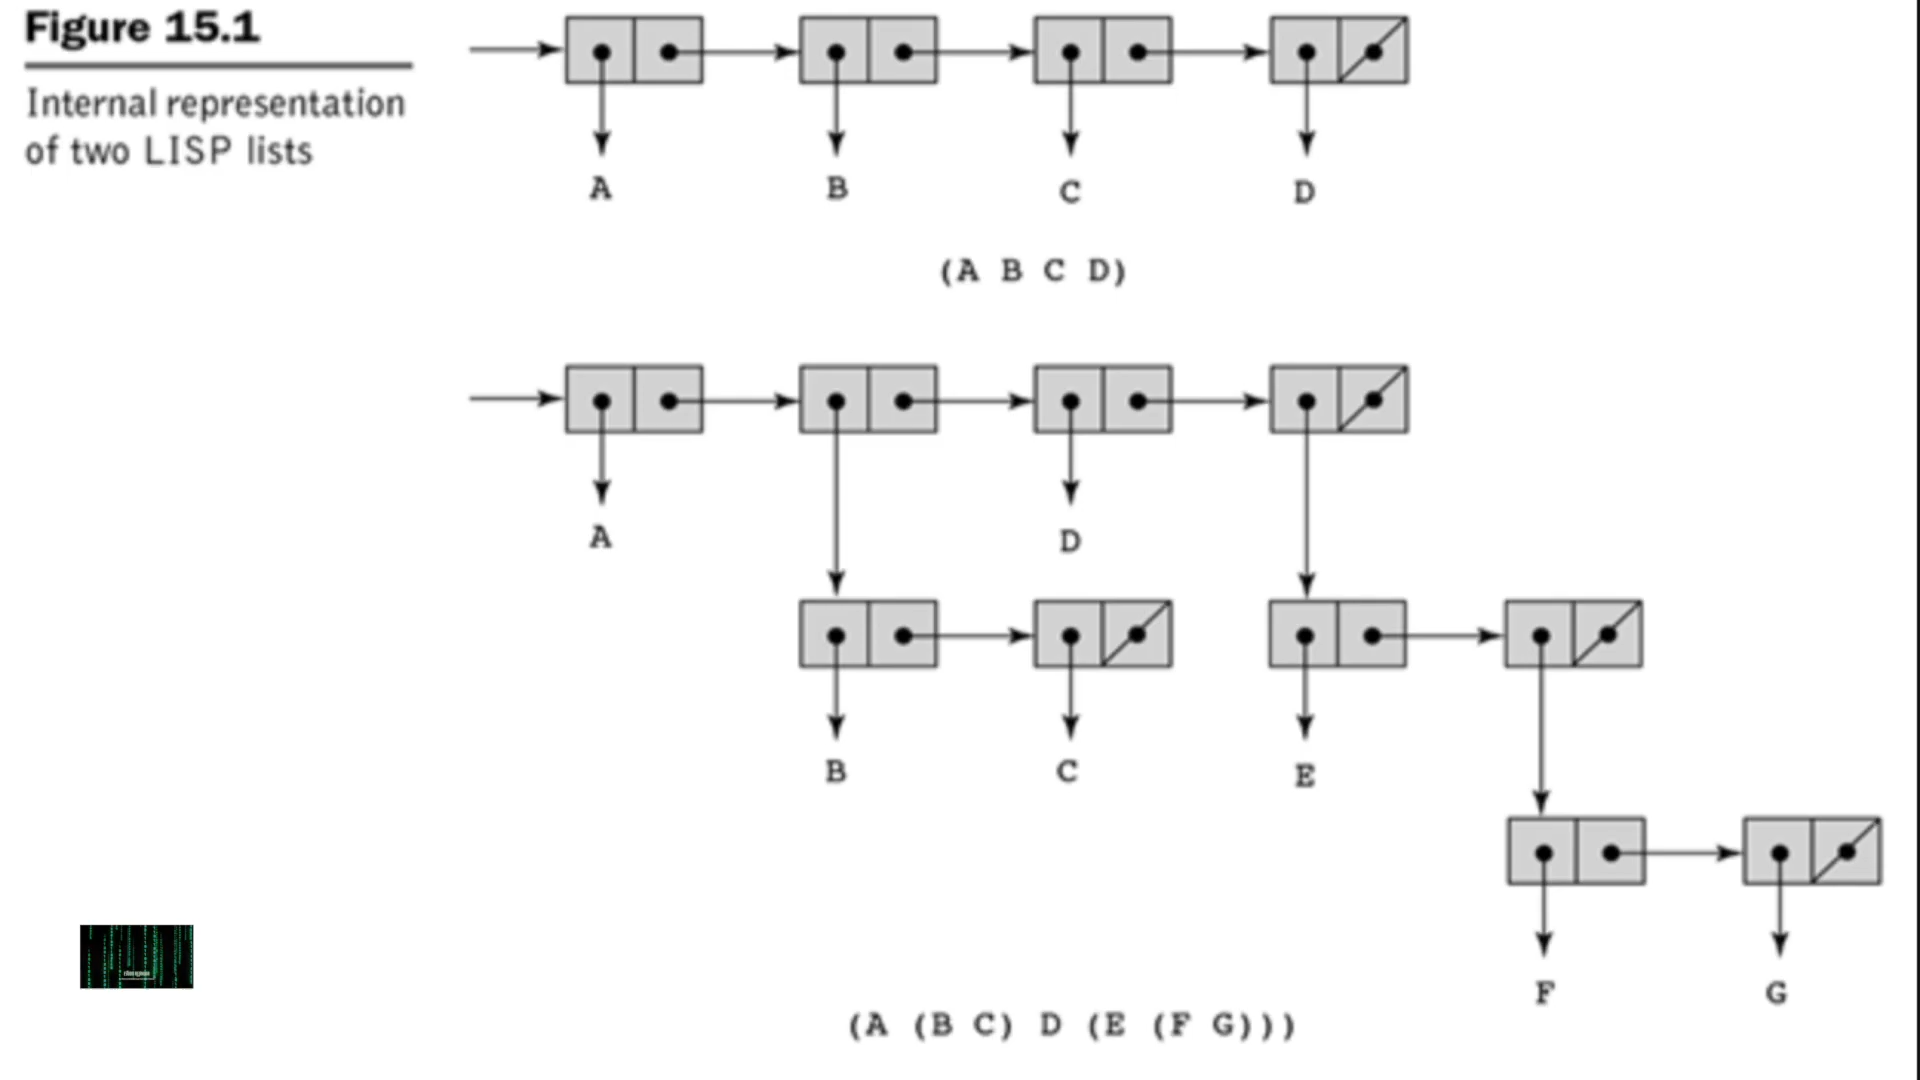 Figure 15.1
Internal representation
of two LISP lists
A B C D
(A B C D)
A D
B C E
F G
(A (B C) D (E (F G)))